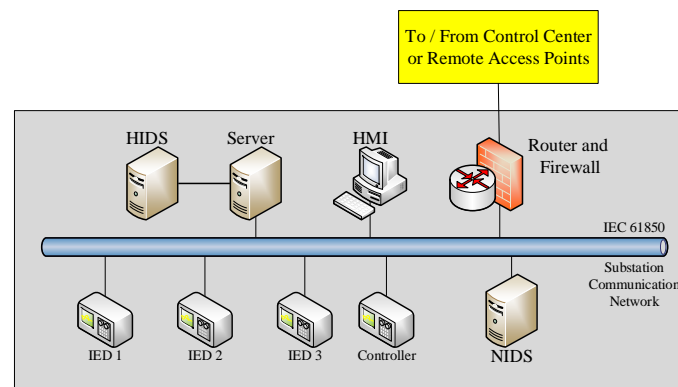 To / From Control Center
or Remote Access Points
HIDS
Server
HMI
Router and
Firewall
IEC 61850
Substation
Communication
Network
IED 1
IED 2
IED 3
Controller
NIDS